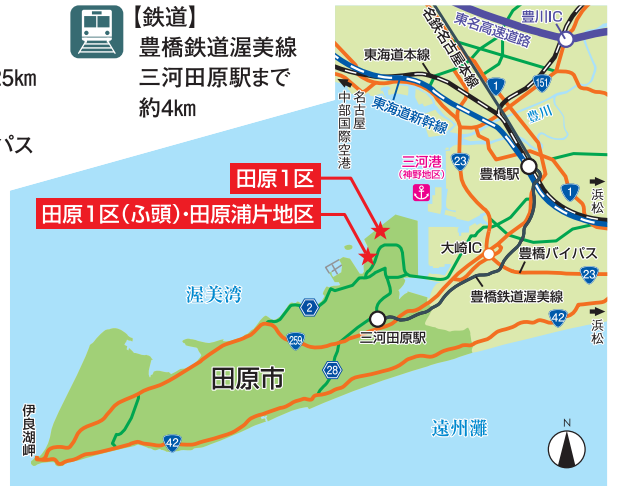 【鉄道】
豊橋鉄道渥美線
三河田原駅まで
約4km
25km
パス
豊川IC
東名高速道路
名鉄名古屋本線
東海道本線
1
151
名古屋
中部国際空港
東海道新幹線
豊川
23
三河港
(神野地区)
豊橋駅
1
浜松
田原1区
田原1区(ふ頭)・田原浦片地区
大崎IC
豊橋バイパス
23
渥美湾
豊橋鉄道渥美線
2
42
浜松
三河田原駅
259
28
田原市
伊良湖岬
42
遠州灘
N